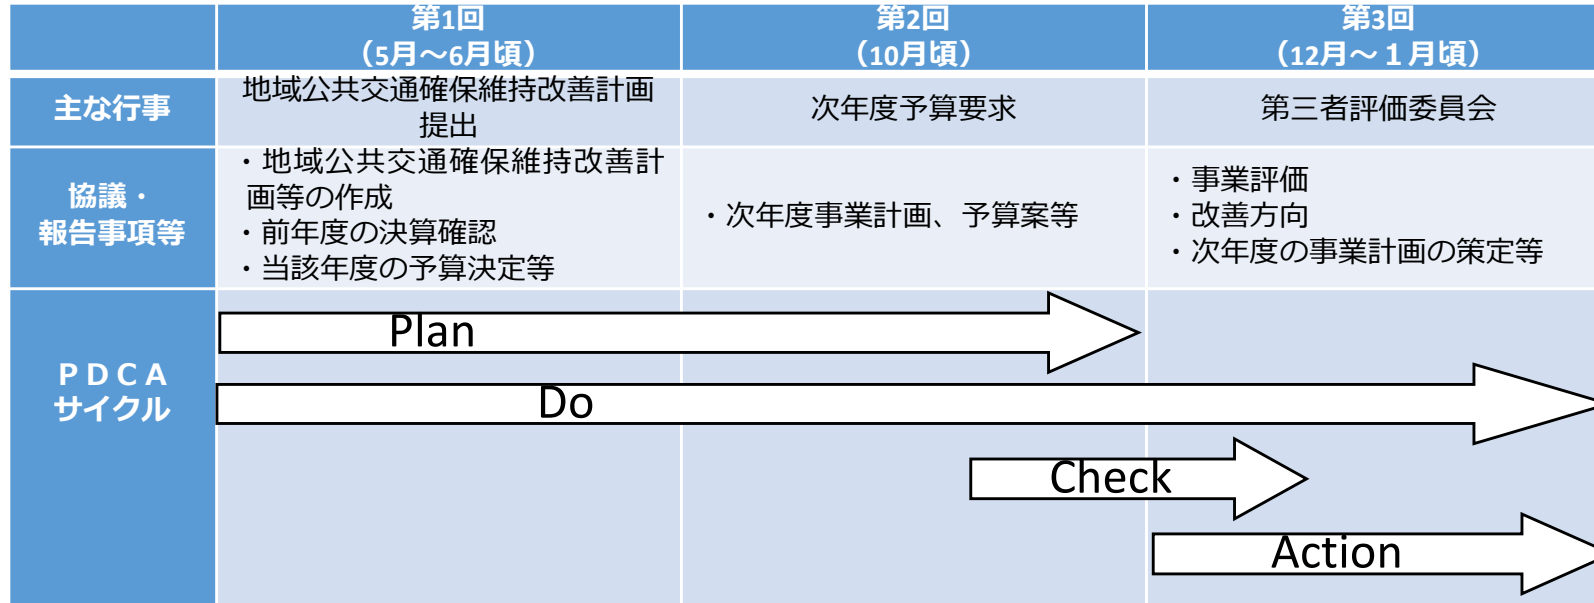 第1回
（5月～6月頃）
第2回
（10月頃）
第3回
（12月～１月頃）
主な行事
地域公共交通確保維持改善計画
提出
次年度予算要求
第三者評価委員会
協議・
報告事項等
・地域公共交通確保維持改善計
画等の作成
・前年度の決算確認
・当該年度の予算決定等
・次年度事業計画、予算案等
・事業評価
・改善方向
・次年度の事業計画の策定等
ＰＤＣＡ
サイクル
Plan
Do
Check
Action